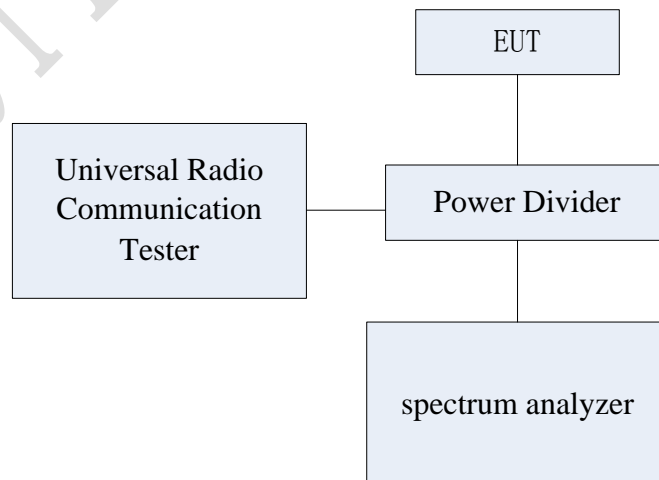 EUT
Universal Radio
Communication
Tester
Power Divider
spectrum analyzer